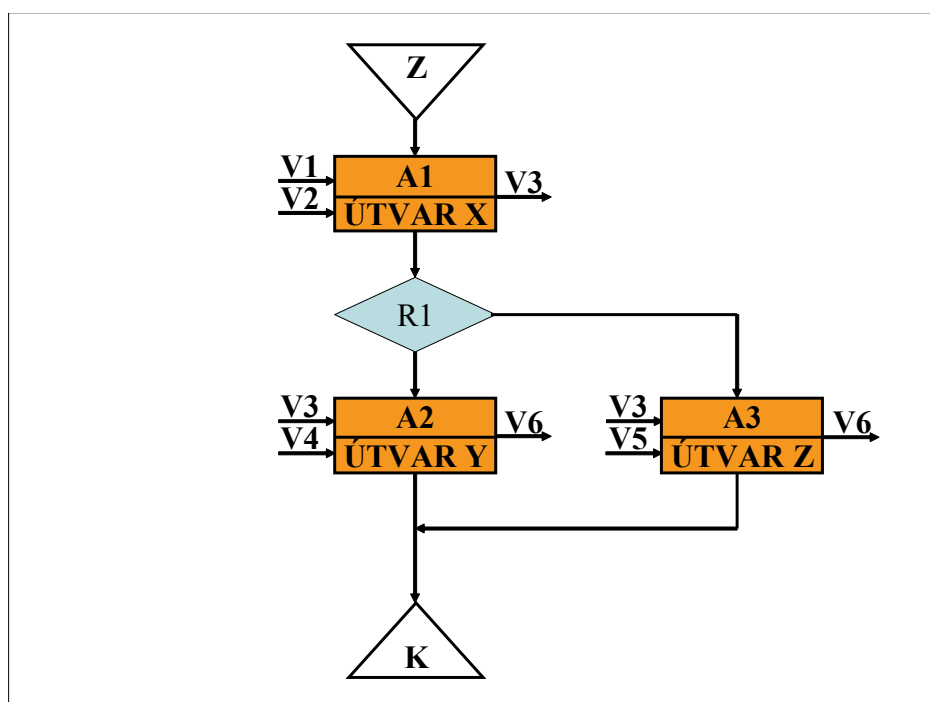 Z
V1
V2
A1
ÚTVAR X
V3
R1
V3
V4
A2
ÚTVAR Y
V6
V3
V5
A3
ÚTVAR Z
V6
K